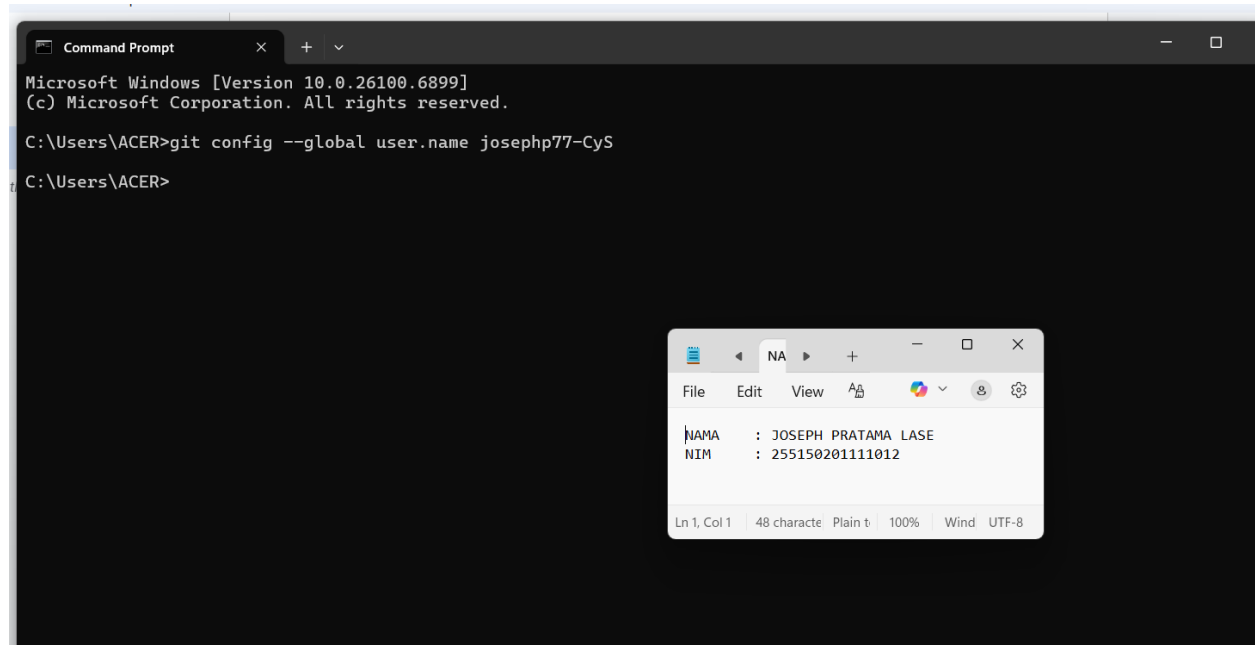 Command Prompt
Microsoft Windows [Version 10.0.26100.6899]
(c) Microsoft Corporation. All rights reserved.
C:\Users\ACER>git config --global user.name josephp77-CyS
C:\Users\ACER>
NA
File Edit View
NAMA : JOSEPH PRATAMA LASE
NIM : 255150201111012
Ln 1, Col 1 48 characte Plain t 100% Wind UTF-8